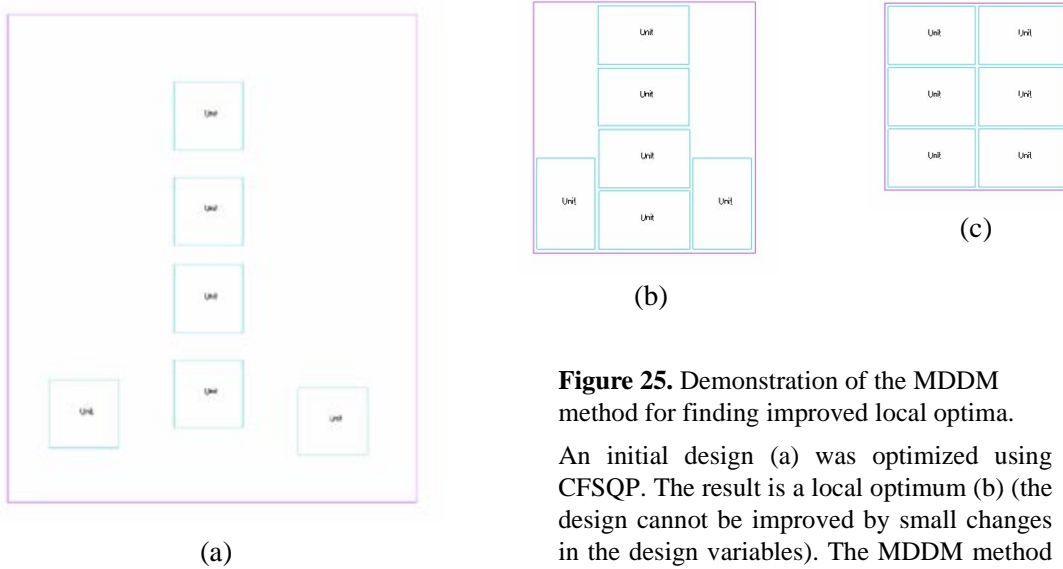 Unit
Unit
Unit
Unit
Unit
Unit
(a)
Unit
Unit
Unit
Unit
Unit
Unit
(b)
Unit
Unit
Unit
Unit
Unit
Unit
(c)
Figure 25. Demonstration of the MDDM
method for finding improved local optima.
An initial design (a) was optimized using
CFSQP. The result is a local optimum (b) (the
design cannot be improved by small changes
in the design variables). The MDDM method